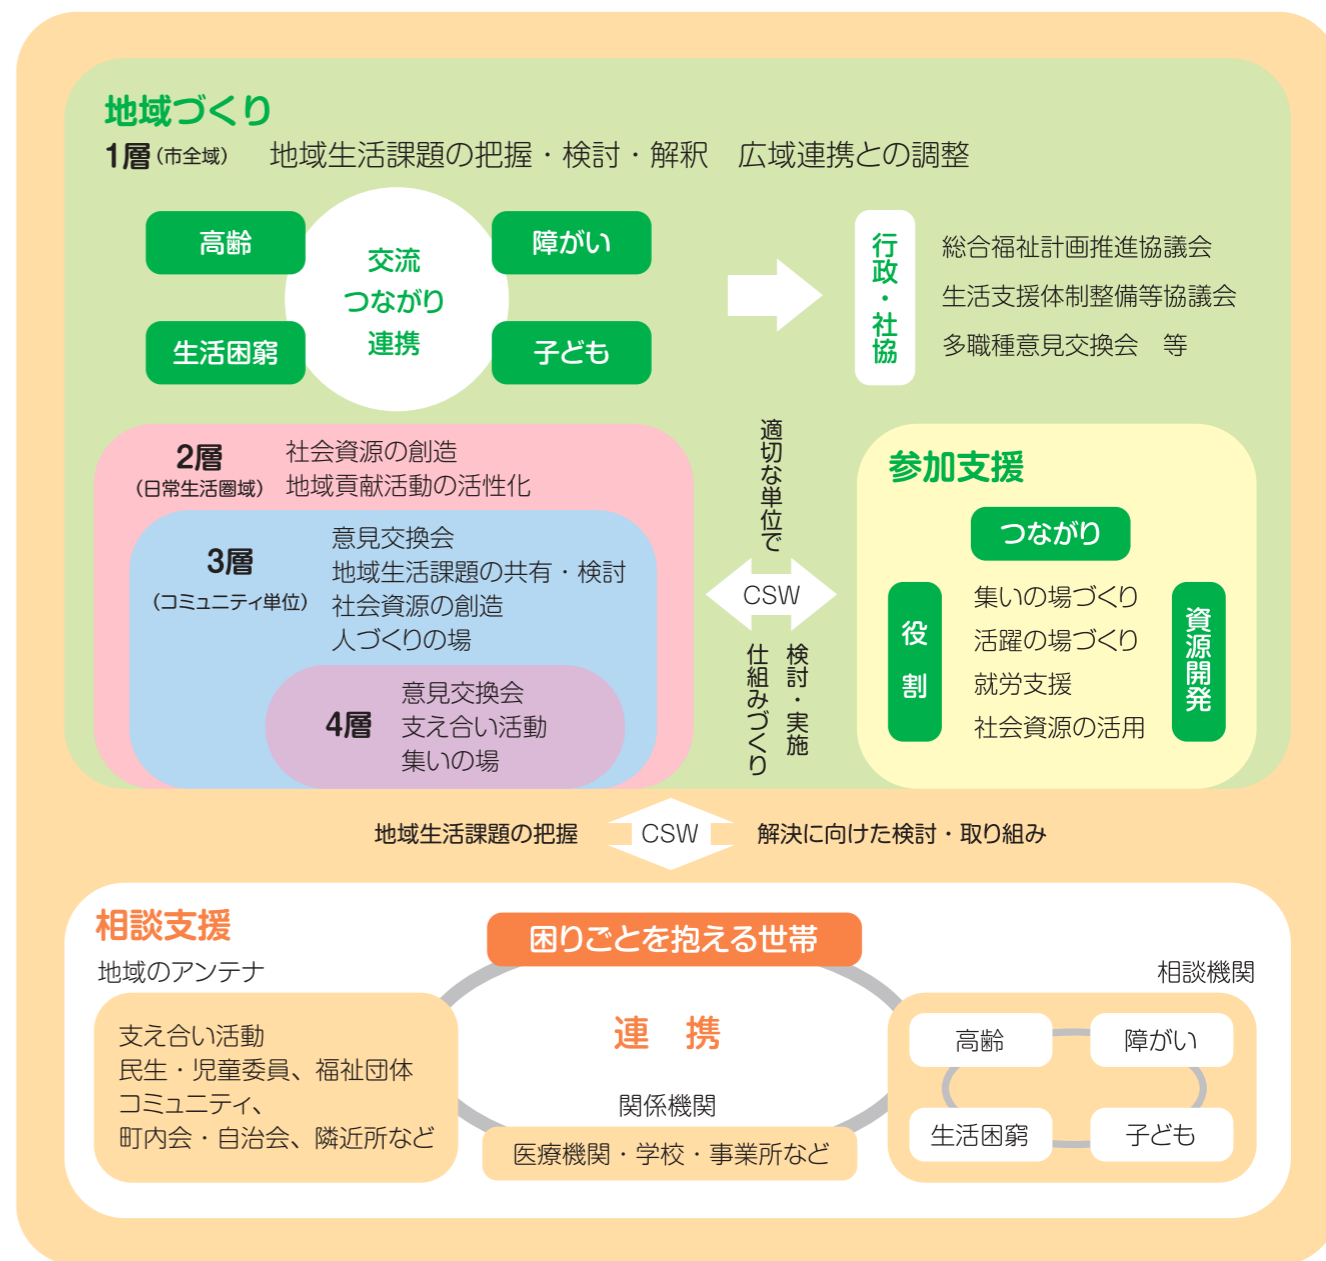 地域づくり
1層(市全域) 地域生活課題の把握・検討・解釈 広域連携との調整
高齢
障がい
交流
つながり
連携
生活困窮
子ども
行政・社協
総合福祉計画推進協議会
生活支援体制整備等協議会
多職種意見交換会 等
2層
(日常生活圏域)
社会資源の創造
地域貢献活動の活性化
3層
(コミュニティ単位)
意見交換会
地域生活課題の共有・検討
社会資源の創造
人づくりの場
4層
意見交換会
支え合い活動
集いの場
適切な単位で
CSW
検討・実施
仕組みづくり
参加支援
つながり
役割
集いの場づくり
活躍の場づくり
就労支援
社会資源の活用
資源開発
地域生活課題の把握
CSW
解決に向けた検討・取り組み
相談支援
困りごとを抱える世帯
地域のアンテナ
支え合い活動
民生・児童委員、福祉団体
コミュニティ、
町内会・自治会、隣近所など
連携
関係機関
医療機関・学校・事業所など
相談機関
高齢
障がい
生活困窮
子ども